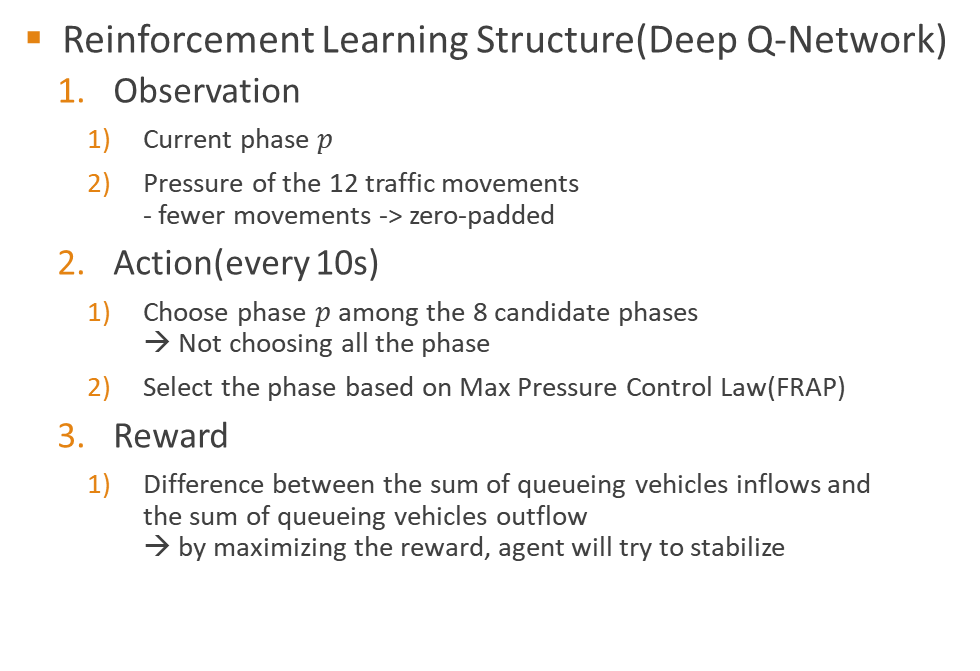 ▪ Reinforcement Learning Structure(Deep Q-Network)
1. Observation
1) Current phase p
2) Pressure of the 12 traffic movements
- fewer movements -> zero-padded
2. Action(every 10s)
1) Choose phase p among the 8 candidate phases
→ Not choosing all the phase
2) Select the phase based on Max Pressure Control Law(FRAP)
3. Reward
1) Difference between the sum of queueing vehicles inflows and
the sum of queueing vehicles outflow
→ by maximizing the reward, agent will try to stabilize